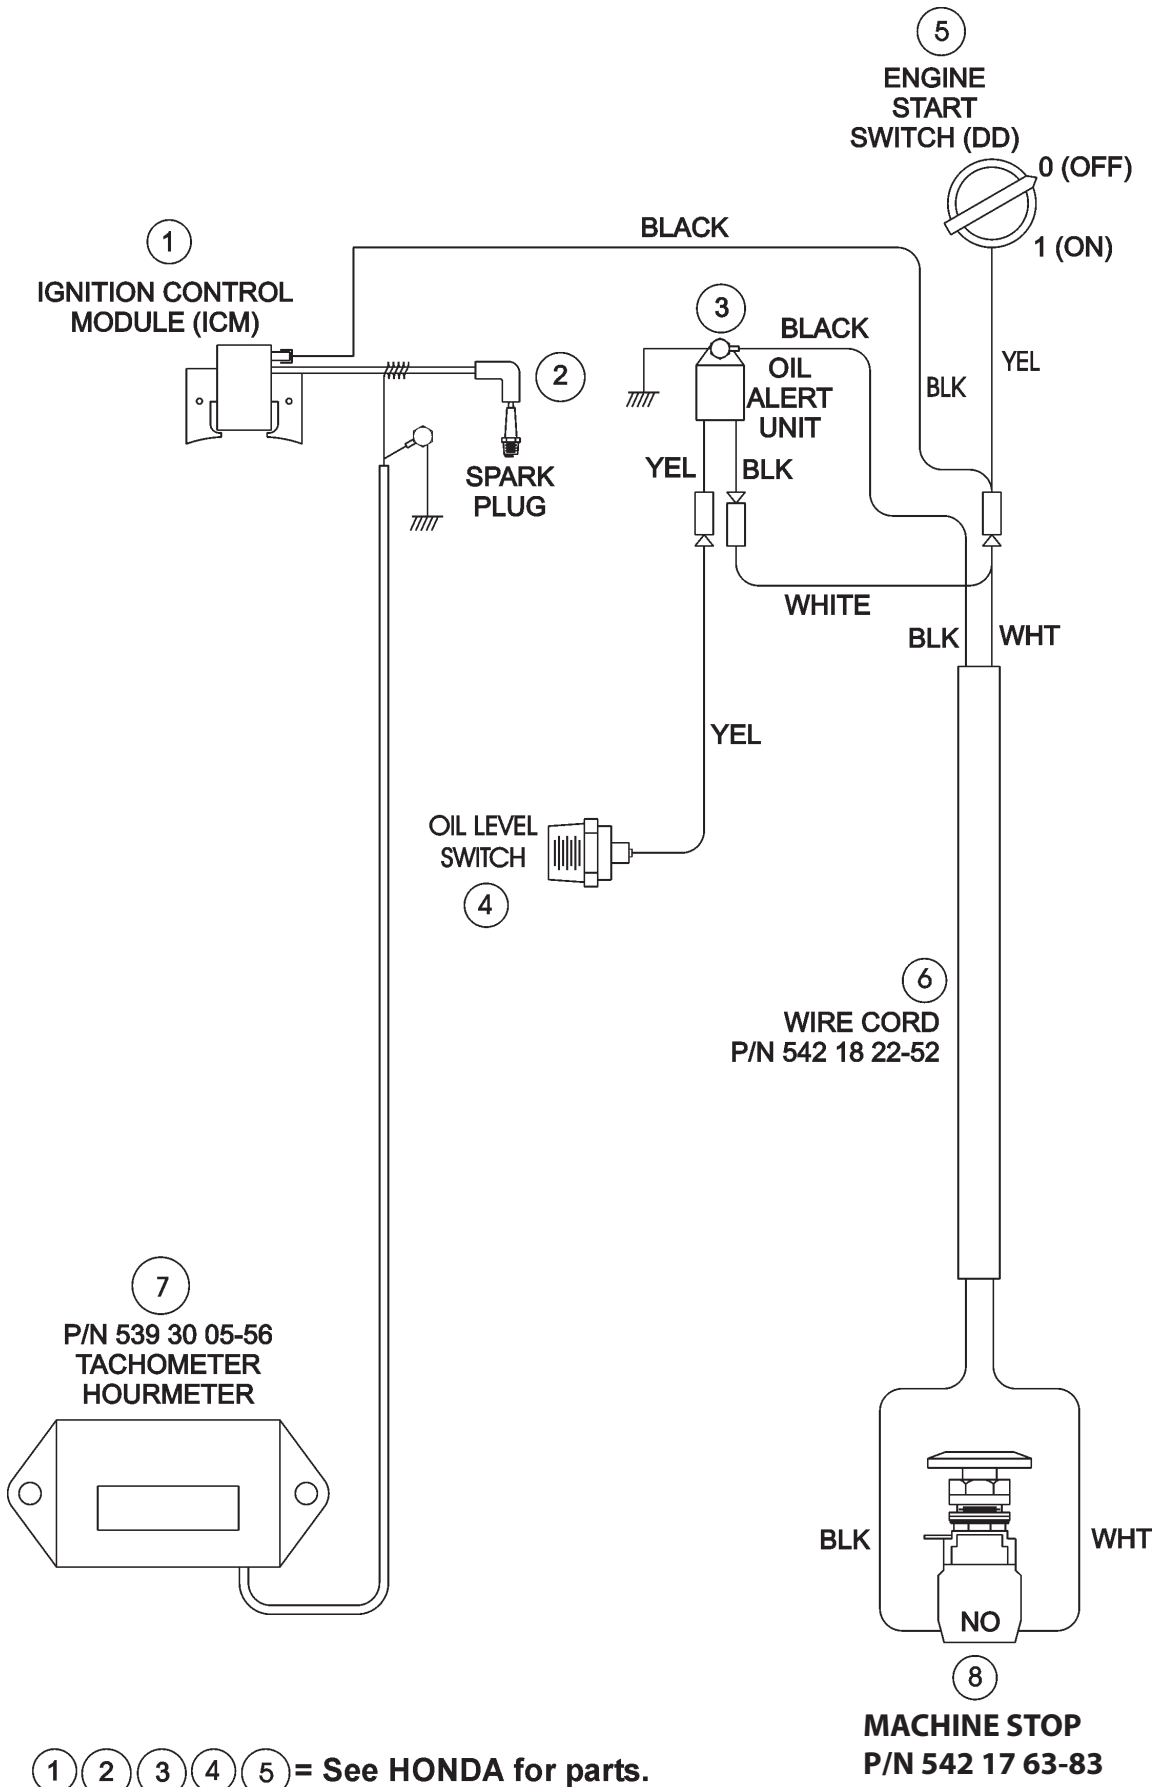 5
ENGINE
START
SWITCH (DD)
0 (OFF)
1 (ON)
BLACK
1
IGNITION CONTROL
MODULE (ICM)
3
BLACK
OIL
ALERT
UNIT
YEL
BLK
2
SPARK
PLUG
YEL
BLK
WHITE
BLK
WHT
YEL
OIL LEVEL
SWITCH
4
6
WIRE CORD
P/N 542 18 22-52
7
P/N 539 30 05-56
TACHOMETER
HOURMETER
BLK
WHT
NO
8
MACHINE STOP
P/N 542 17 63-83
1 2 3 4 5 = See HONDA for parts.